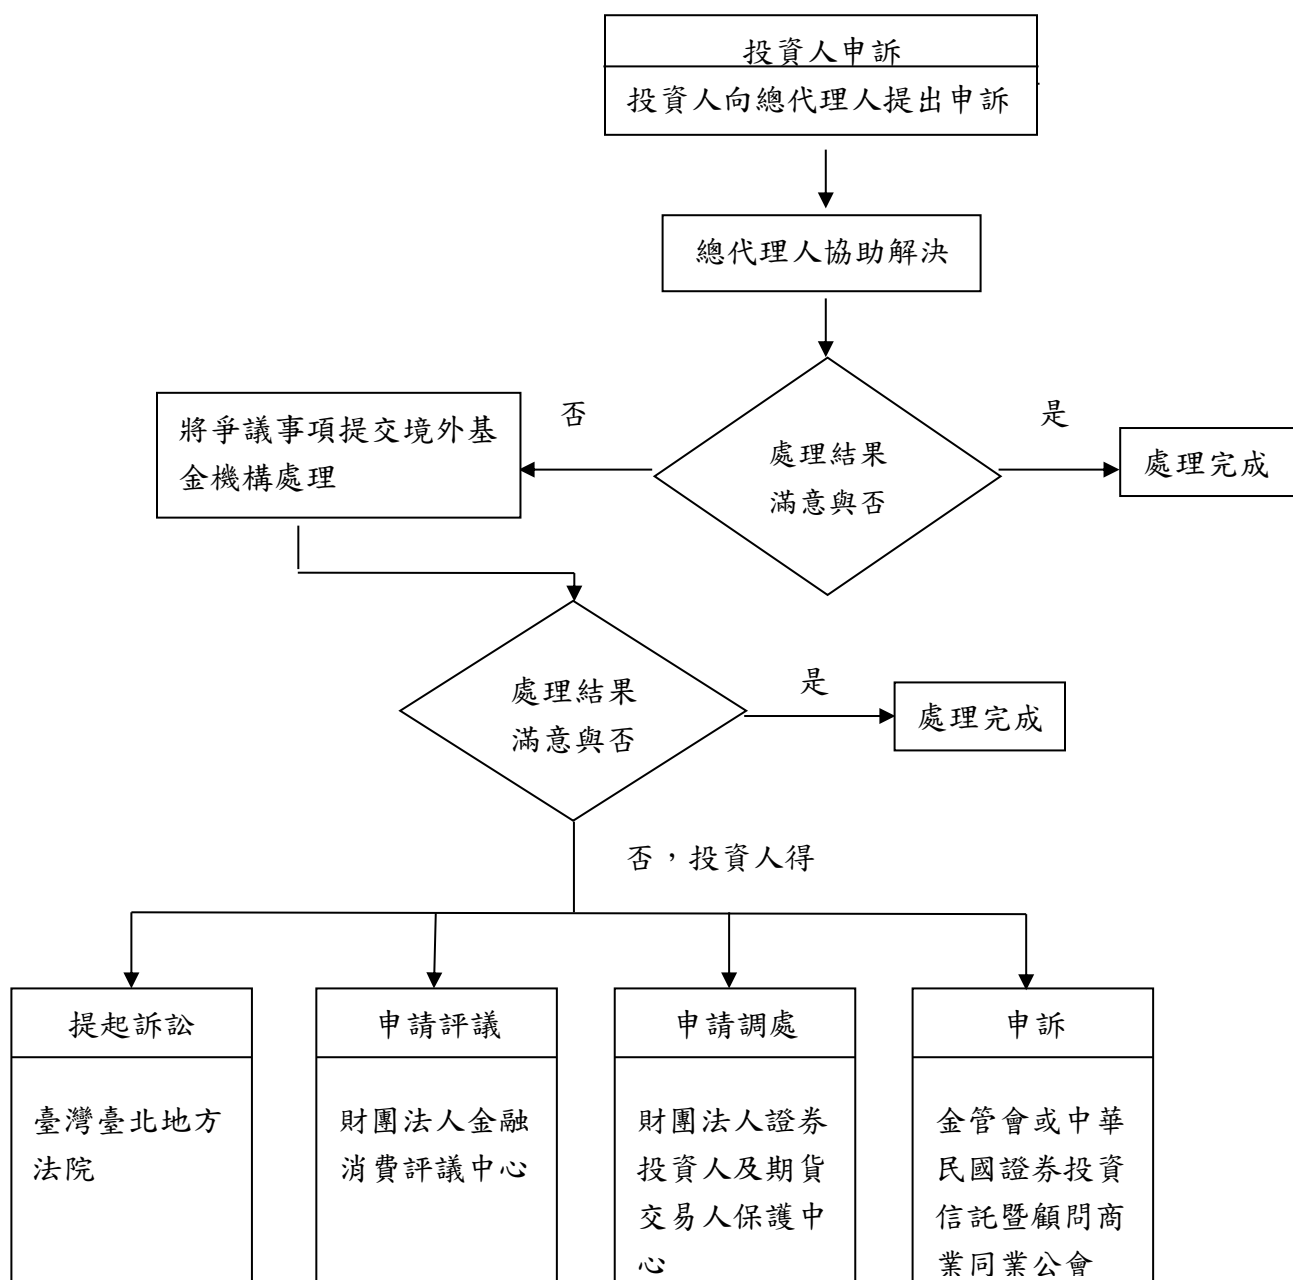 投資人申訴
投資人向總代理人提出申訴
總代理人協助解決
否
是
將爭議事項提交境外基
金機構處理
處理結果
滿意與否
處理完成
處理結果
滿意與否
是
處理完成
否，投資人得
提起訴訟
臺灣臺北地方
法院
申請評議
財團法人金融
消費評議中心
申請調處
財團法人證券
投資人及期貨
交易人保護中
心
申訴
金管會或中華
民國證券投資
信託暨顧問商
業同業公會